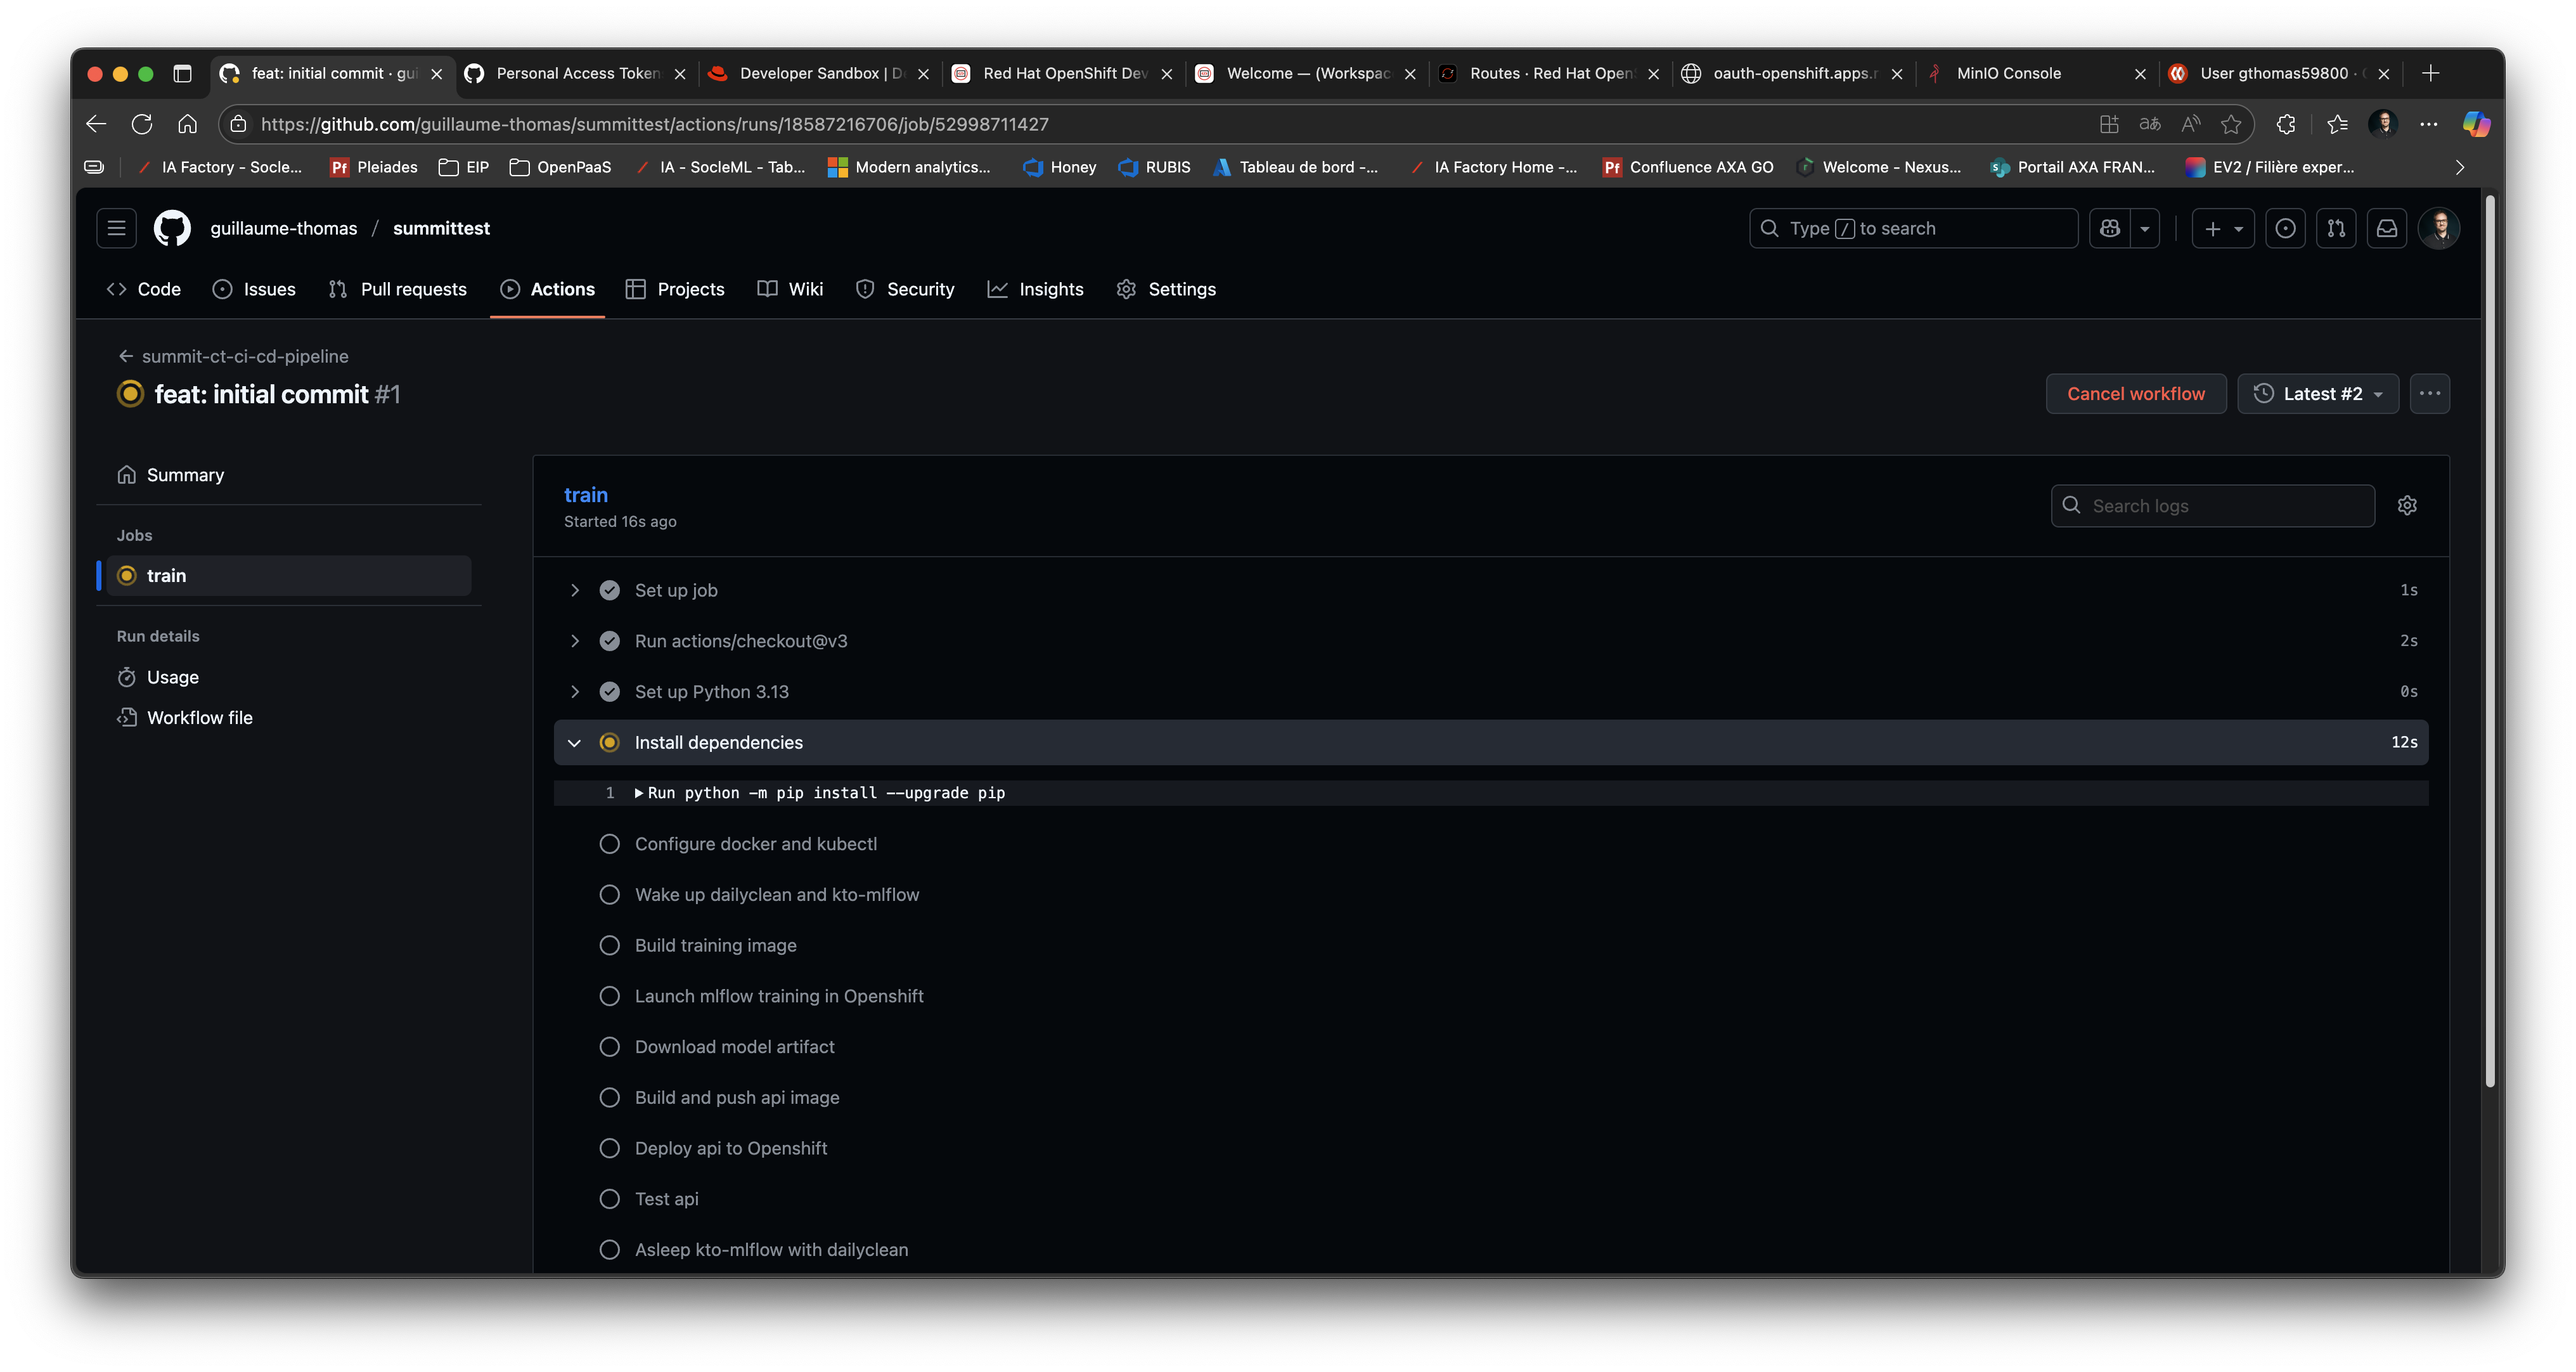 feat: initial commit · gui
Personal Access Token
Developer Sandbox | D
Red Hat OpenShift Dev
Welcome — (Workspac
Routes · Red Hat Open
oauth-openshift.apps.r
MinIO Console
User gthomas59800 ·
https://github.com/guillaume-thomas/summittest/actions/runs/18587216706/job/52998711427
IA Factory - Socle...
Pf Pleiades
EIP
OpenPaaS
IA - SocleML - Tab...
Modern analytics...
Honey
RUBIS
Tableau de bord -...
IA Factory Home -...
Pf Confluence AXA GO
Welcome - Nexus...
Portail AXA FRAN...
EV2 / Filière exper...
guillaume-thomas / summittest
Type / to search
Code
Issues
Pull requests
Actions
Projects
Wiki
Security
Insights
Settings
summit-ct-ci-cd-pipeline
feat: initial commit #1
Cancel workflow
Latest #2
Summary
Jobs
train
Run details
Usage
Workflow file
train
Started 16s ago
Search logs
Set up job 1s
Run actions/checkout@v3 2s
Set up Python 3.13 0s
Install dependencies 12s
1 Run python -m pip install --upgrade pip
Configure docker and kubectl
Wake up dailyclean and kto-mlflow
Build training image
Launch mlflow training in Openshift
Download model artifact
Build and push api image
Deploy api to Openshift
Test api
Asleep kto-mlflow with dailyclean